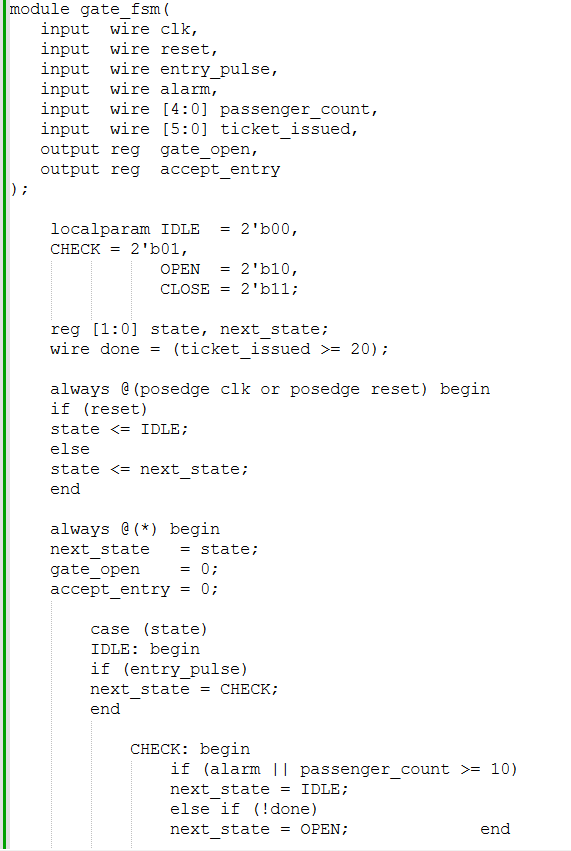 module gate_fsm(
   input  wire clk,
   input  wire reset,
   input  wire entry_pulse,
   input  wire alarm,
   input  wire [4:0] passenger_count,
   input  wire [5:0] ticket_issued,
   output reg  gate_open,
   output reg  accept_entry
);
    localparam IDLE  = 2'b00,
    CHECK = 2'b01,
               OPEN  = 2'b10,
               CLOSE = 2'b11;
    reg [1:0] state, next_state;
    wire done = (ticket_issued >= 20);
    always @(posedge clk or posedge reset) begin
    if (reset)
    state <= IDLE;
    else
    state <= next_state;
    end
    always @(*) begin
    next_state   = state;
    gate_open    = 0;
    accept_entry = 0;
        case (state)
        IDLE: begin
        if (entry_pulse)
        next_state = CHECK;
        end
            CHECK: begin
                if (alarm || passenger_count >= 10)
                next_state = IDLE;
                else if (!done)
                next_state = OPEN;             end